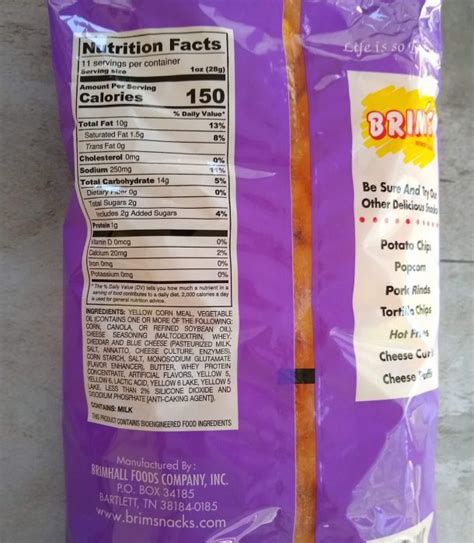 Nutrition Facts
11 servings per container
Serving size 1oz (28g)
Amount Per Serving
Calories 150
% Daily Value*
Total Fat 10g 13%
Saturated Fat 1.5g 8%
Trans Fat 0g
Cholesterol 0mg 0%
Sodium 250mg 11%
Total Carbohydrate 14g 5%
Dietary Fiber 0g 0%
Total Sugars 2g
Includes 2g Added Sugars 4%
Protein 1g
Vitamin D 0mcg 0%
Calcium 20mg 2%
Iron 0mg 0%
Potassium 0mg 0%
* The % Daily Value (DV) tells you how much a nutrient in a
serving of food contributes to a daily diet. 2,000 calories a day
is used for general nutrition advice.
INGREDIENTS: YELLOW CORN MEAL, VEGETABLE
OIL (CONTAINS ONE OR MORE OF THE FOLLOWING:
CORN, CANOLA, OR REFINED SOYBEAN OIL),
CHEESE SEASONING (MALTODEXTRIN, WHEY,
CHEDDAR AND BLUE CHEESE (PASTEURIZED MILK,
SALT, ANNATTO, CHEESE CULTURE, ENZYMES),
CORN STARCH, SALT, MONOSODIUM GLUTAMATE
(FLAVOR ENHANCER), BUTTER, WHEY PROTEIN
CONCENTRATE, ARTIFICIAL FLAVORS, YELLOW 5,
YELLOW 6, LACTIC ACID, YELLOW 6 LAKE, YELLOW 5
LAKE, LESS THAN 2% SILICONE DIOXIDE AND
DISODIUM PHOSPHATE [ANTI-CAKING AGENT]).
CONTAINS: MILK
THIS PRODUCT CONTAINS BIOENGINEERED FOOD INGREDIENTS
Manufactured By:
BRIMHALL FOODS COMPANY, INC.
P.O. BOX 34185
BARTLETT, TN 38184-0185
www.brimsnacks.com
Life is so
BRIM
Be Sure And Try Our
Other Delicious Snacks
Potato Chips
Popcorn
Pork Rinds
Tortilla Chips
Hot Fries
Cheese Curl
Cheese Puffs